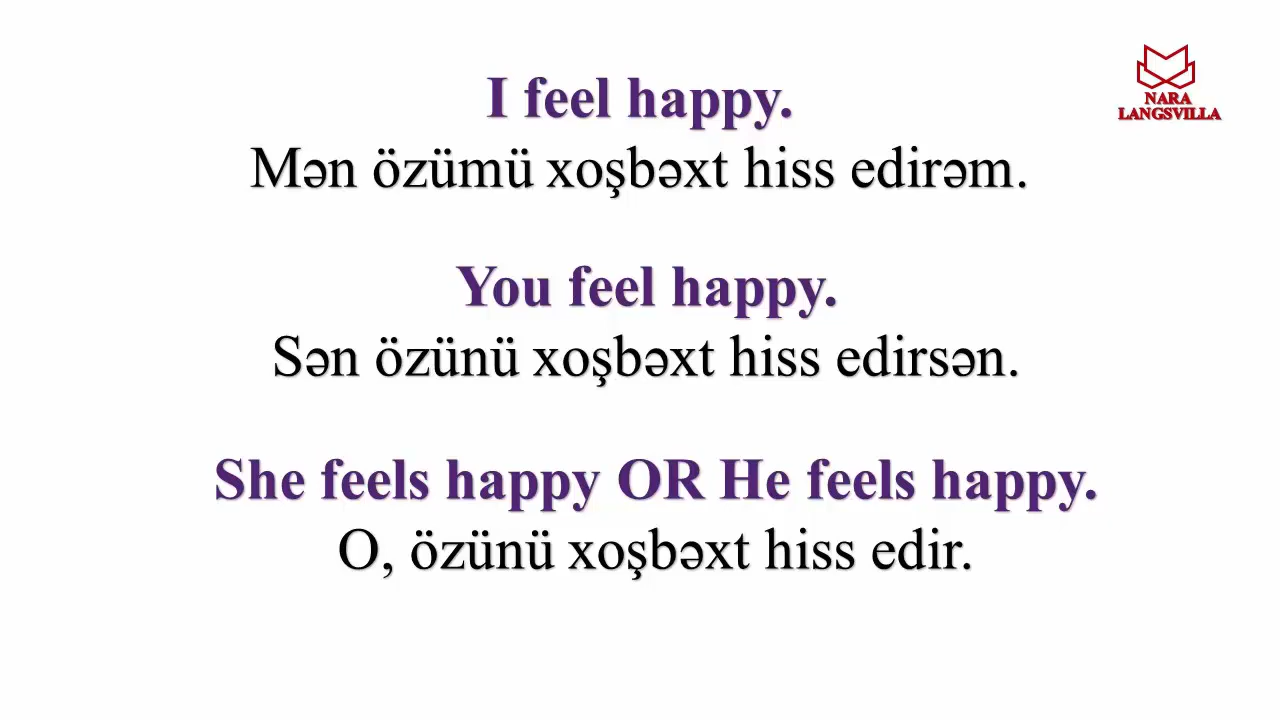 I feel happy.
Mən özümü xoşbəxt hiss edirəm.
NARA
LANGSVILLA
You feel happy.
Sən özünü xoşbəxt hiss edirsən.
She feels happy OR He feels happy.
O, özünü xoşbəxt hiss edir.